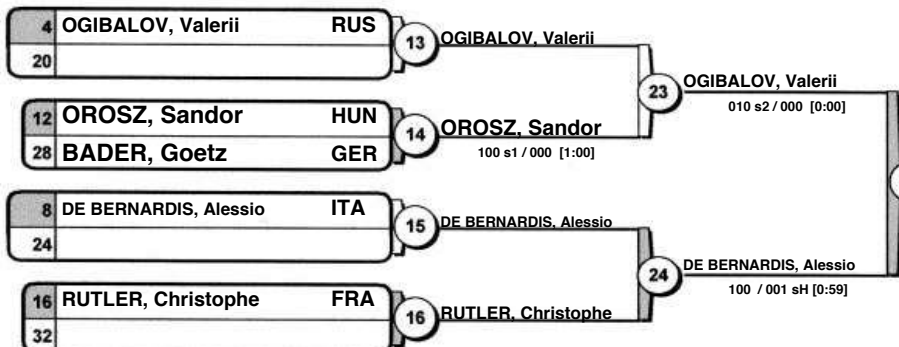 4 OGIBALOV, Valerii RUS
20
13
OGIBALOV, Valerii
12 OROSZ, Sandor HUN
28 BADER, Goetz GER
14
OROSZ, Sandor
100 s1 / 000 [1:00]
23
OGIBALOV, Valerii
010 s2 / 000 [0:00]
8 DE BERNARDIS, Alessio ITA
24
15
DE BERNARDIS, Alessio
16 RUTLER, Christophe FRA
32
16
RUTLER, Christophe
24
DE BERNARDIS, Alessio
100 / 001 sH [0:59]